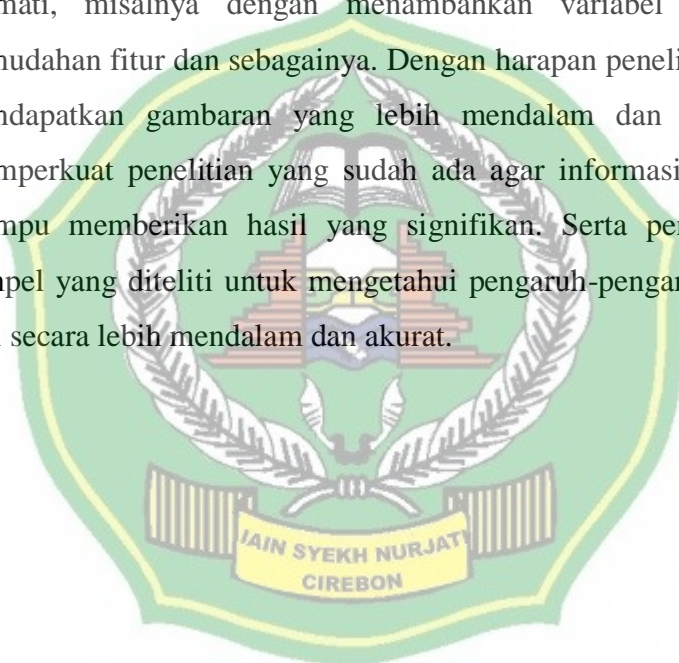 mati, misalnya dengan menambahkan variabel
mudahan fitur dan sebagainya. Dengan harapan peneli
ndapatkan gambaran yang lebih mendalam dan
mperkuat penelitian yang sudah ada agar informasi
mpu memberikan hasil yang signifikan. Serta per
mpel yang diteliti untuk mengetahui pengaruh-pengar
secara lebih mendalam dan akurat.
IAIN SYEKH NURJATI
CIREBON